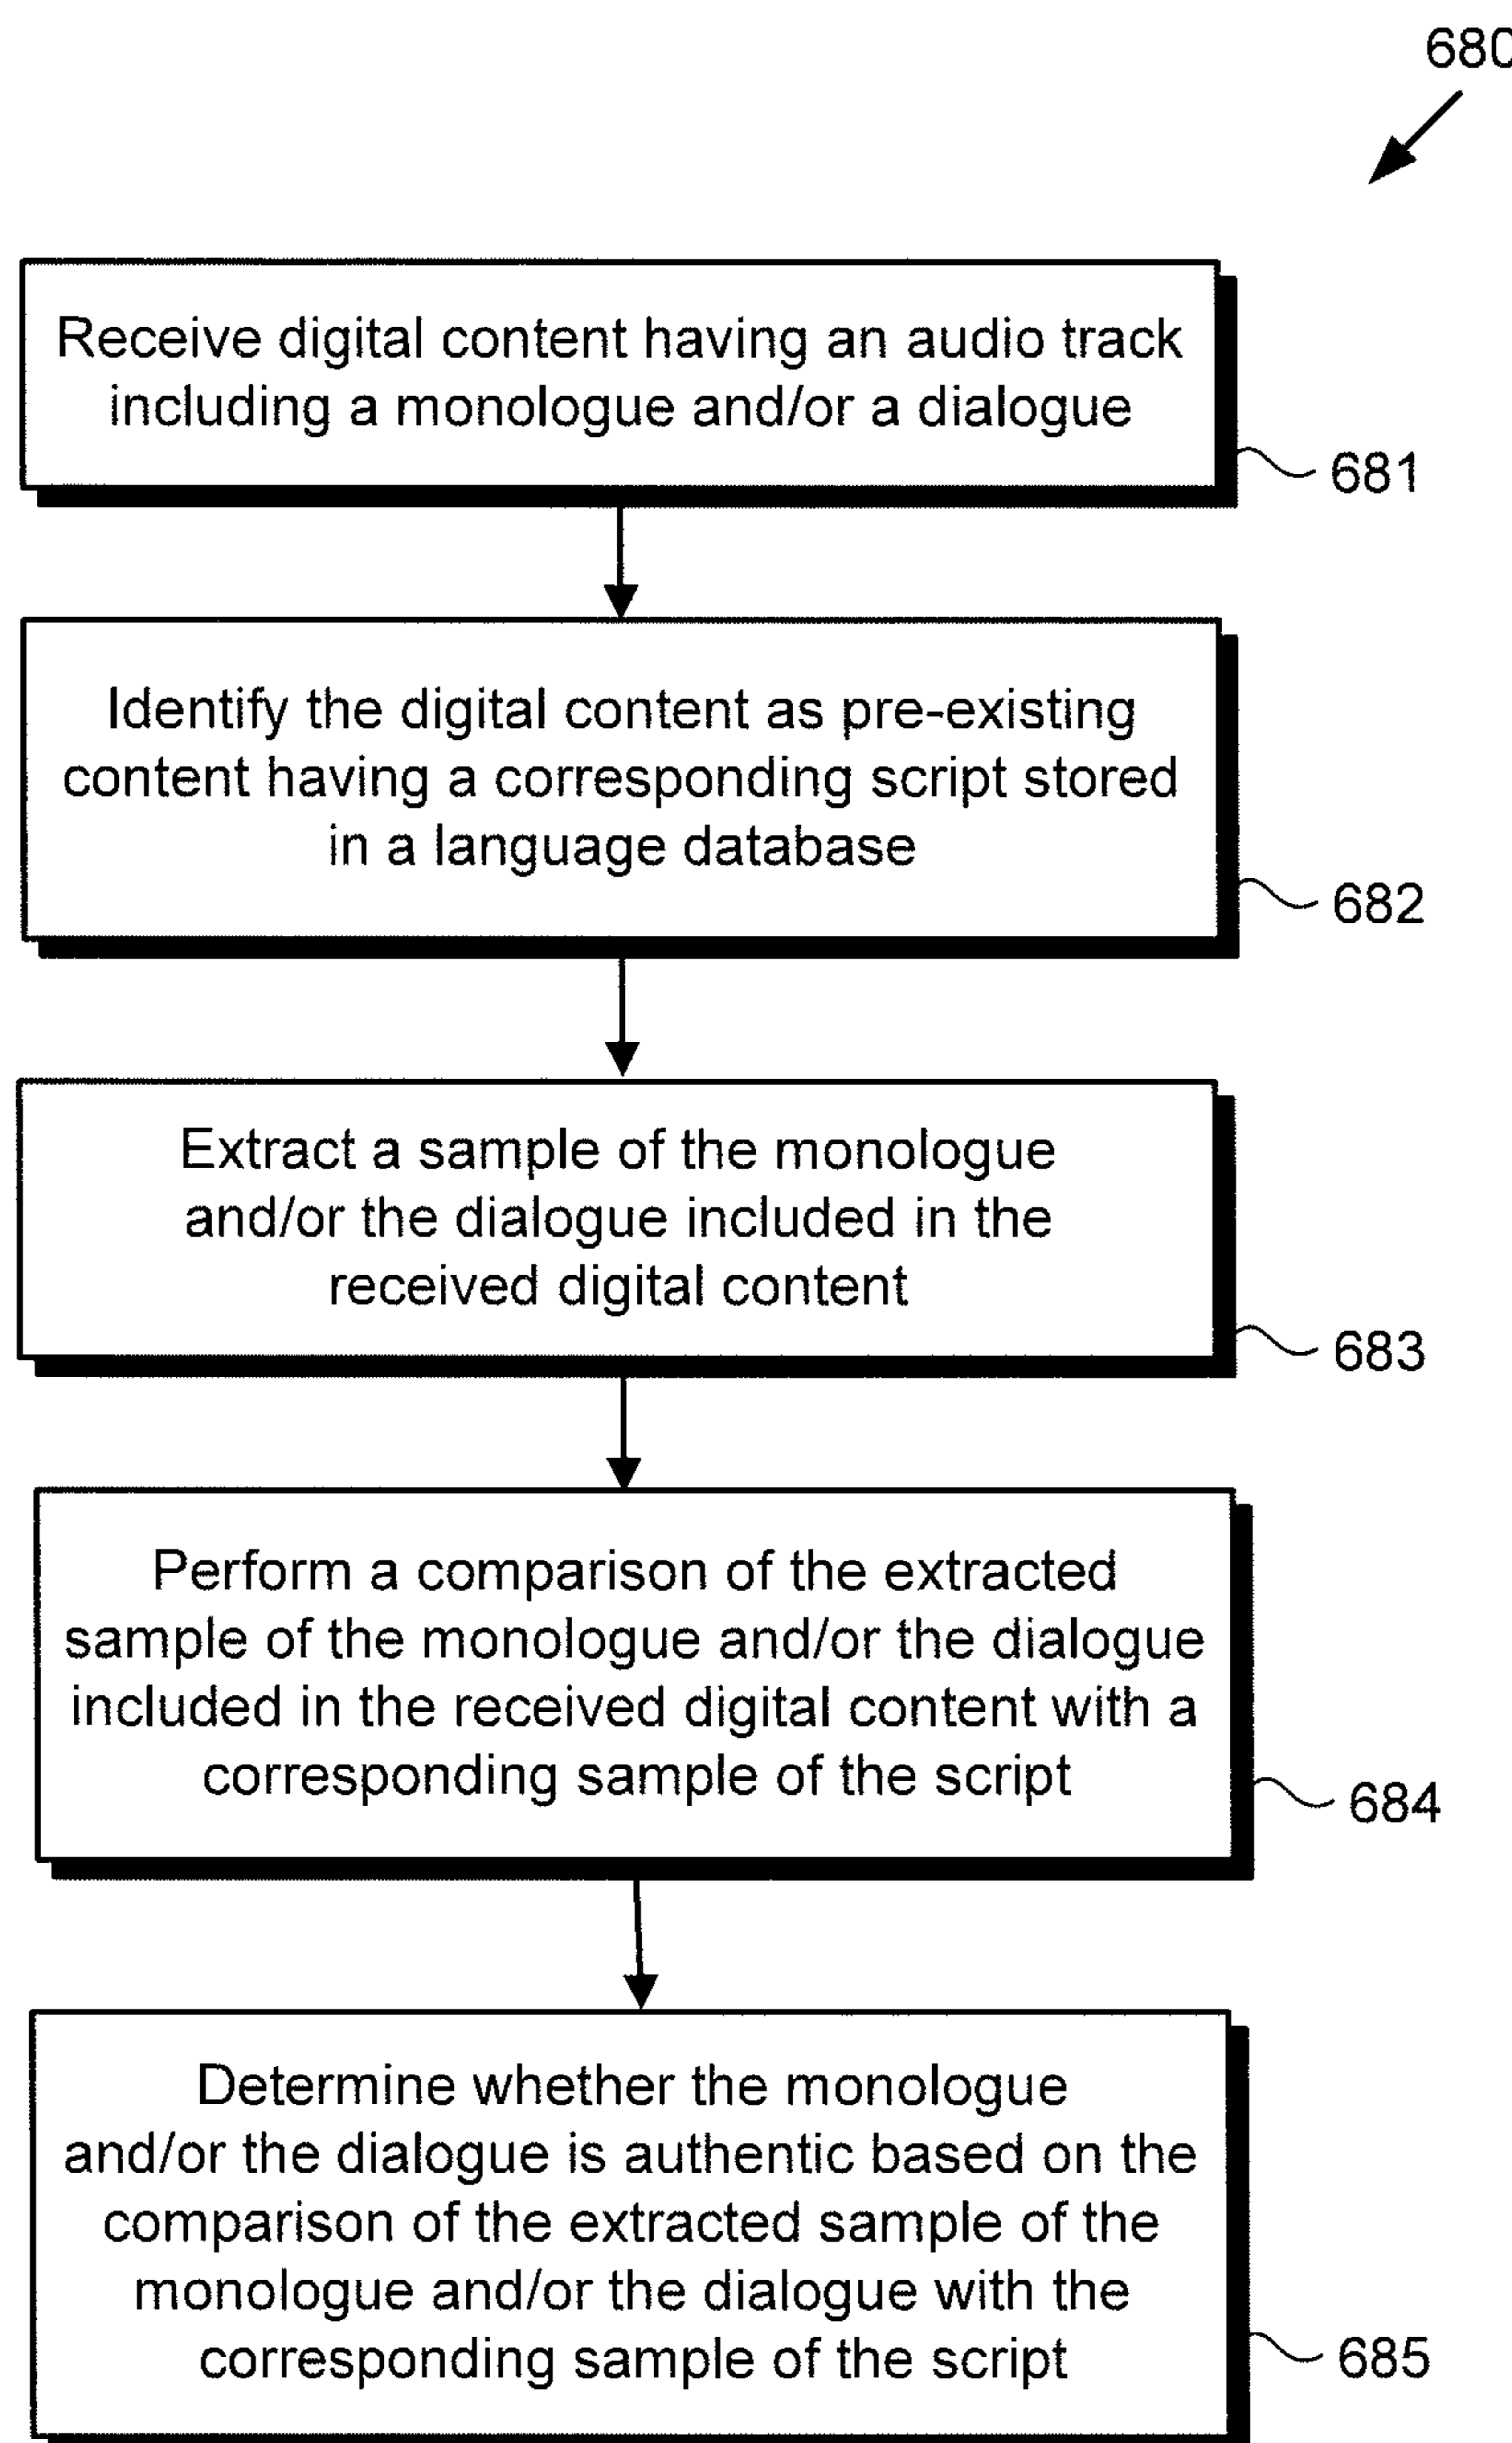 680
Receive digital content having an audio track
including a monologue and/or a dialogue
681
Identify the digital content as pre-existing
content having a corresponding script stored
in a language database
682
Extract a sample of the monologue
and/or the dialogue included in the
received digital content
683
Perform a comparison of the extracted
sample of the monologue and/or the dialogue
included in the received digital content with a
corresponding sample of the script
684
Determine whether the monologue
and/or the dialogue is authentic based on the
comparison of the extracted sample of the
monologue and/or the dialogue with the
corresponding sample of the script
685